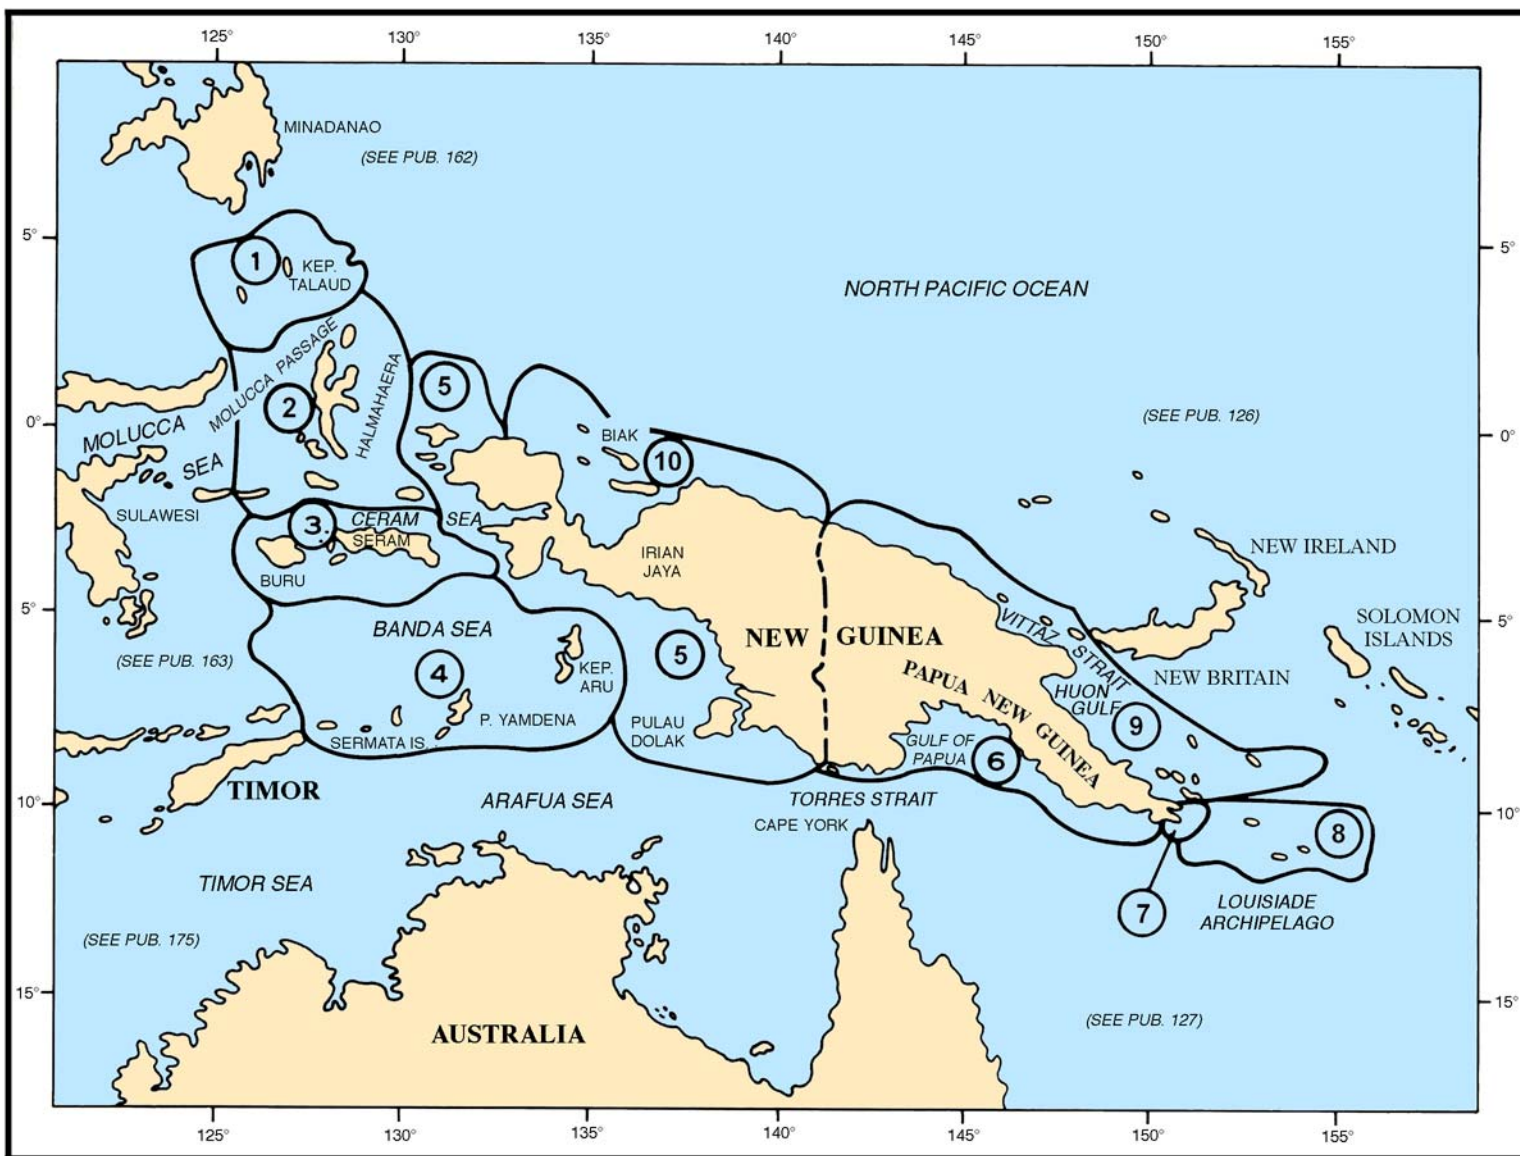 125°
130°
135°
140°
145°
150°
155°
MINADANAO
(SEE PUB. 162)
5°
5°
1
KEP.
TALAUD
NORTH PACIFIC OCEAN
MOLUCCA PASSAGE
HALMAHAERA
5
2
(SEE PUB. 126)
0°
0°
MOLUCCA
SEA
BIAK
10
SULAWESI
3
CERAM SEA
SERAM
BURU
IRIAN
JAYA
NEW IRELAND
5°
5°
SOLOMON
ISLANDS
BANDA SEA
NEW GUINEA
VITTAZ STRAIT
(SEE PUB. 163)
4
KEP.
ARU
5
PAPUA NEW GUINEA
NEW BRITAIN
HUON
GULF
9
P. YAMDENA
SERMATA IS.
PULAU
DOLAK
GULF OF
PAPUA
6
TIMOR
ARAFUA SEA
TORRES STRAIT
10°
10°
CAPE YORK
8
TIMOR SEA
7
LOUISIADE
ARCHIPELAGO
(SEE PUB. 175)
15°
15°
(SEE PUB. 127)
AUSTRALIA
125°
130°
135°
140°
145°
150°
155°